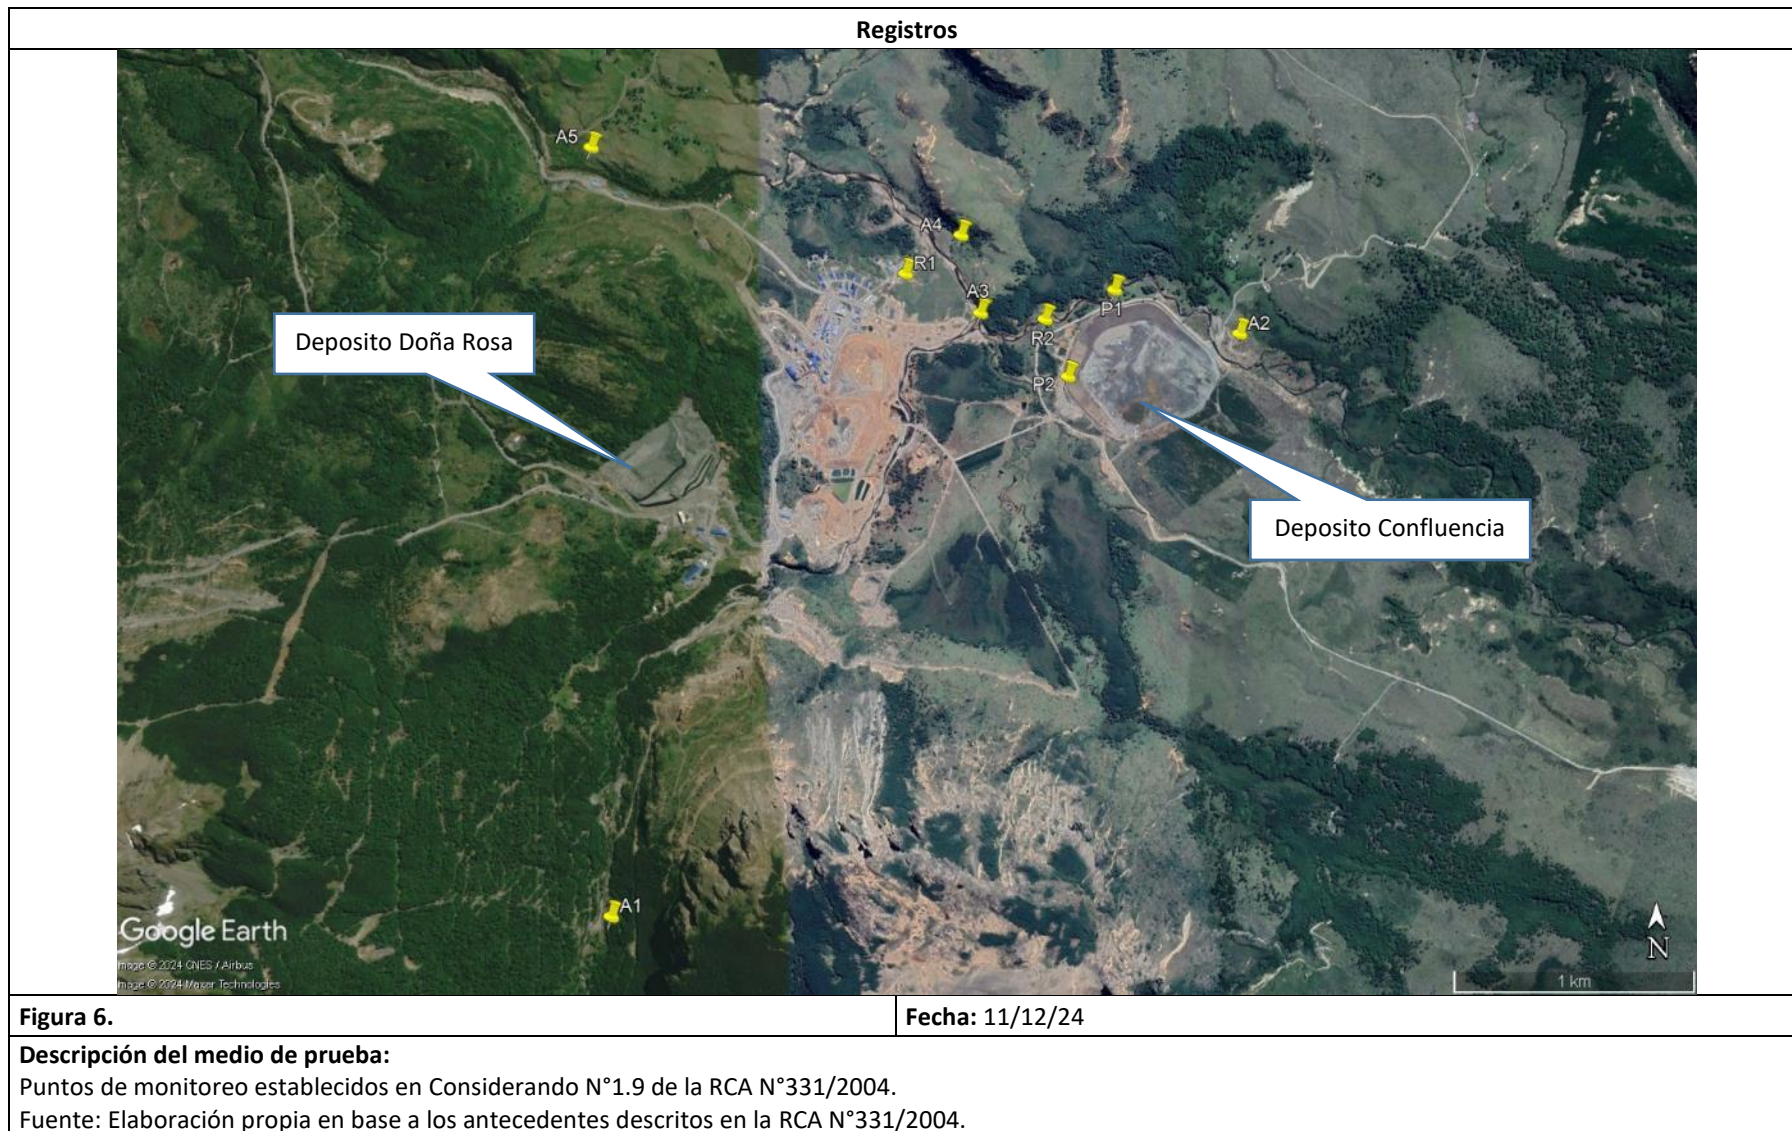 Registros
A5
A4
R1
A3
P1
R2
A2
P2
Deposito Doña Rosa
Deposito Confluencia
A1
Google Earth
Image © 2024 CNES / Airbus
Image © 2024 Maxar Technologies
N
1 km
Figura 6.
Fecha: 11/12/24
Descripción del medio de prueba:
Puntos de monitoreo establecidos en Considerando N°1.9 de la RCA N°331/2004.
Fuente: Elaboración propia en base a los antecedentes descritos en la RCA N°331/2004.